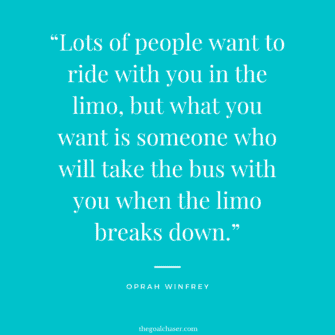 “Lots of people want to
ride with you in the
limo, but what you
want is someone who
will take the bus with
you when the limo
breaks down.”
OPRAH WINFREY
thegoalchaser.com